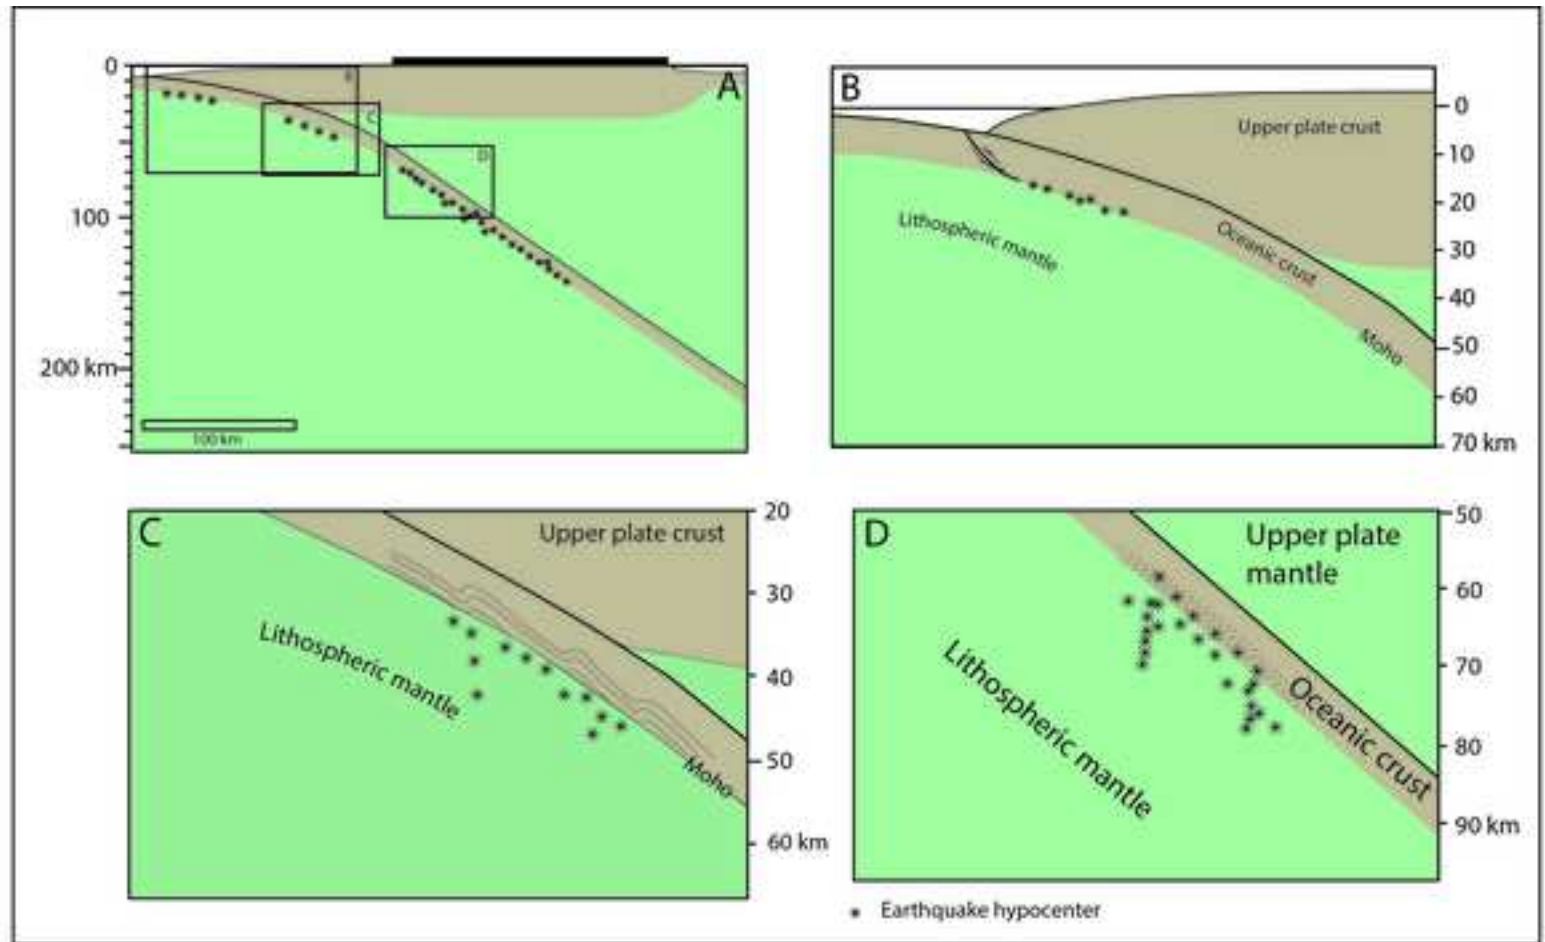 A
0
B
C
D
100
200 km
100 km
B
Upper plate crust
Lithospheric mantle
Oceanic crust
Moho
0
10
20
30
40
50
60
70 km
C
Upper plate crust
Lithospheric mantle
Moho
20
30
40
50
60 km
D
Upper plate
mantle
Lithospheric mantle
Oceanic crust
50
60
70
80
90 km
Earthquake hypocenter